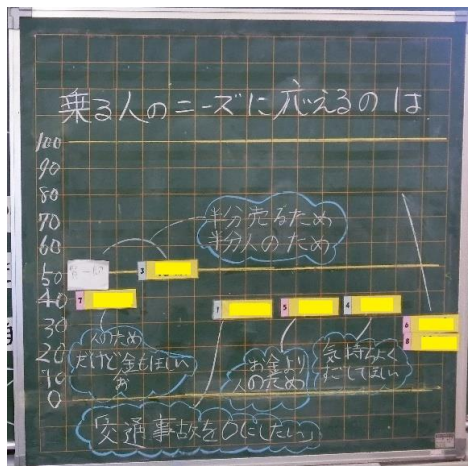 乗る人のニーズに応えるのは
100
90
80
70
60
50
40
30
20
10
0
半分売るため
半分人のため
3
7
1
5
4
6
8
人のため
だけど金もほしい
お金より
人のため
気持ちよく
すごしてほしい
交通事故を0にしたい」